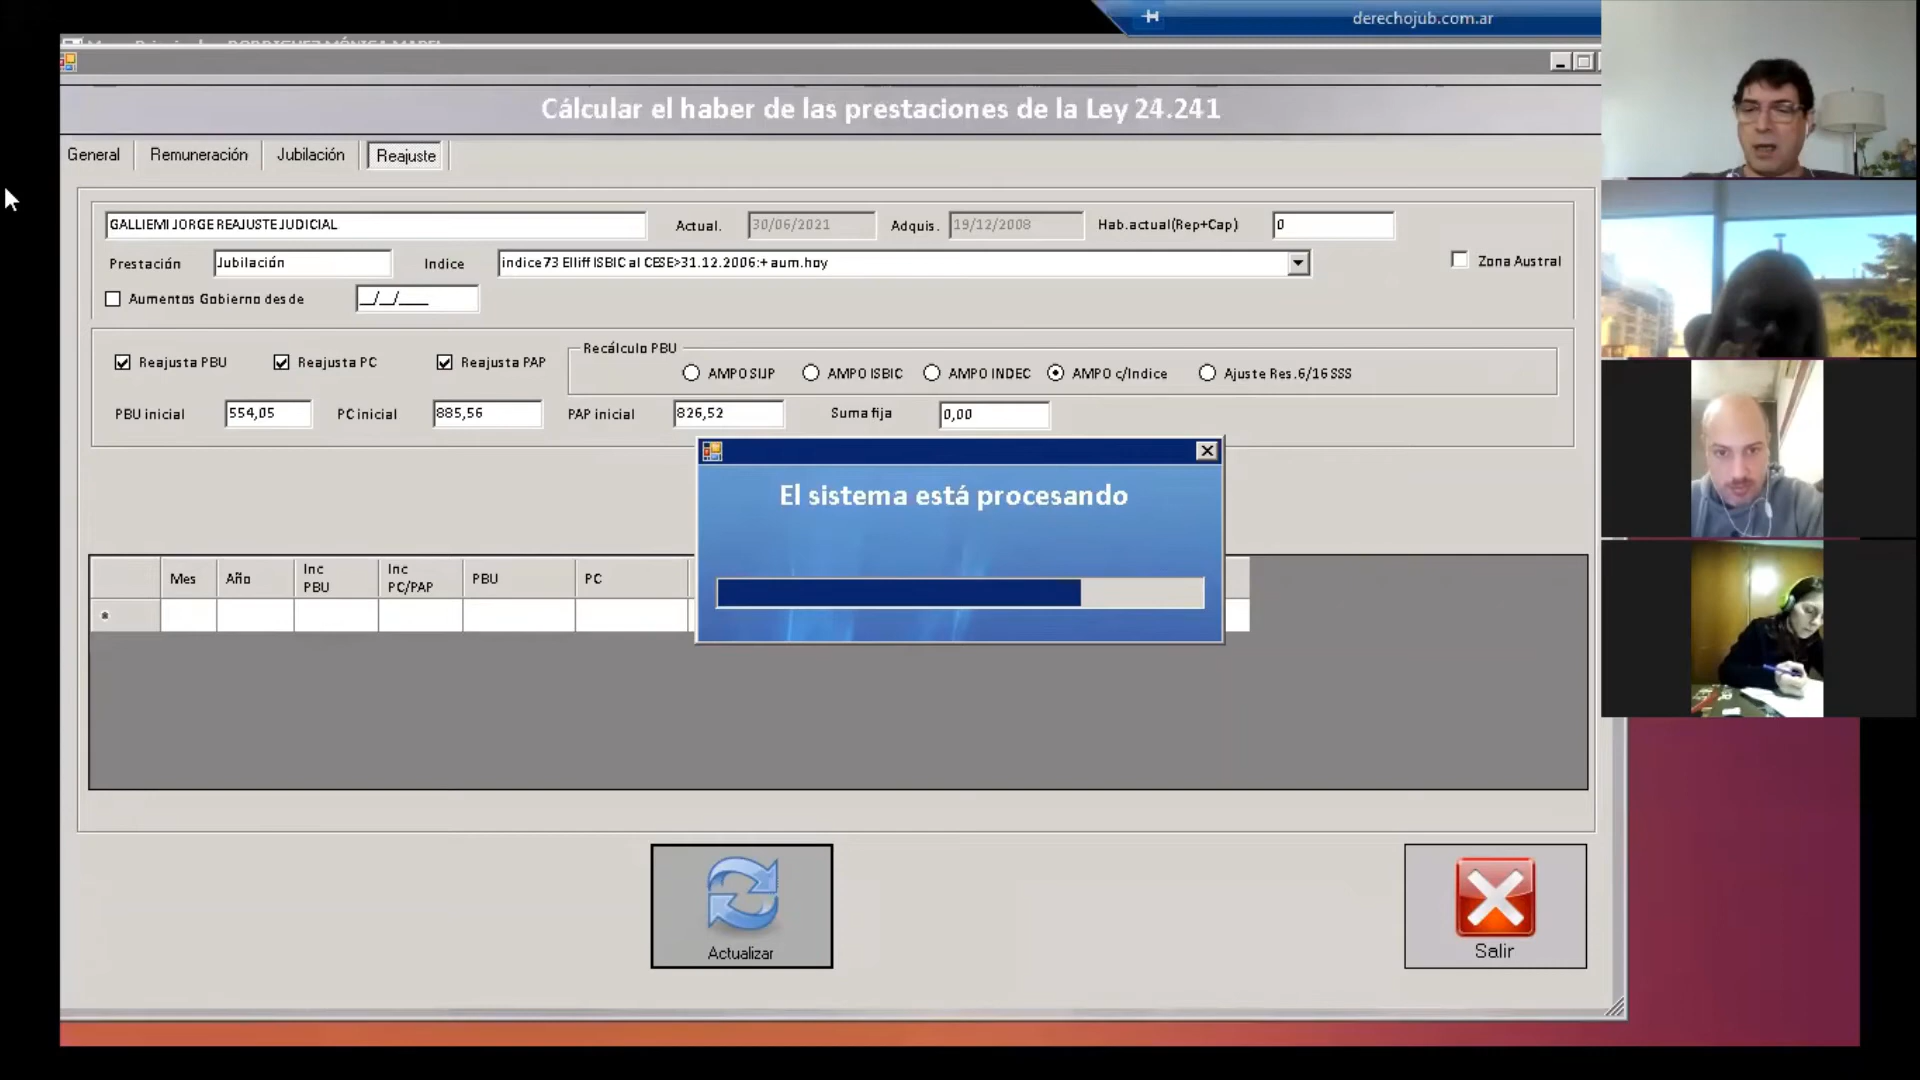 derechojub.com.ar
Cálcular el haber de las prestaciones de la Ley 24.241
General Remuneración Jubilación Reajuste
GALLIEMI JORGE REAJUSTE JUDICIAL Actual. 30/06/2021 Adquis. 19/12/2008 Hab.actual(Rep+Cap) 0
Prestación Jubilación Indice indice73 Elliff ISBIC al CESE>31.12.2006:+ aum.hoy Zona Austral
Aumentos Gobierno desde __/__/____
Recálculo PBU
Reajusta PBU Reajusta PC Reajusta PAP AMPO SIJP AMPO ISBIC AMPO INDEC AMPO c/Indice Ajuste Res.6/16 SSS
PBU inicial 554,05 PC inicial 885,56 PAP inicial 826,52 Suma fija 0,00
El sistema está procesando
Mes Año Inc PBU Inc PC/PAP PBU PC
Actualizar
Salir